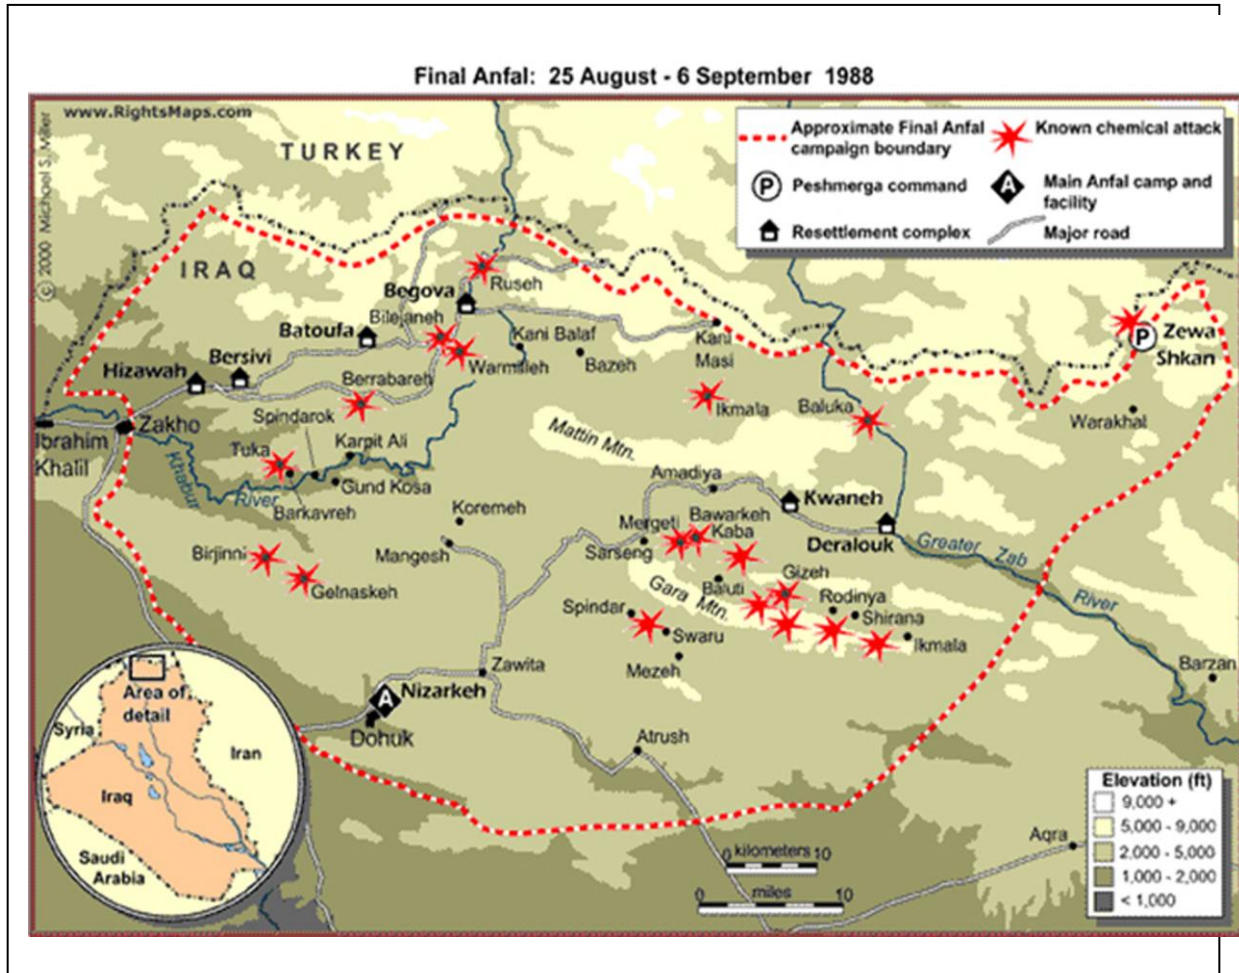 Final Anfal: 25 August - 6 September 1988
www.RightsMaps.com
© 2000 Michael S. Miller
TURKEY
IRAQ
Approximate Final Anfal
campaign boundary
Known chemical attack
P
Peshmerga command
A
Main Anfal camp and
facility
Resettlement complex
Major road
Ruseh
Begova
Bilejaneh
Batoufa
Kani Balaf
Kani
Masi
Zewa
Shkan
P
Bersivi
Warmileh
Bazeh
Hizawah
Berrabareh
Ikmala
Baluka
Warakhal
Spindarok
Zakho
Ibrahim
Khalil
Karpit Ali
Mattin Mtn.
Tuka
Khabur
River
Gund Kosa
Amadiya
Barkavreh
Kwaneh
Koremeh
Mergeti
Bawarkeh
Kaba
Sarseng
Deralouk
Greater Zab
River
Mangesh
Birjinni
Gelnaskeh
Gizeh
Baluti
Gara Mtn.
Spindar
Rodinya
Shirana
Swaru
Ikmala
Mezeh
Zawita
Barzan
A
Nizarkeh
Dohuk
Atrush
Area of
detail
Syria
Iran
Iraq
Saudi
Arabia
Aqra
0 kilometers 10
0 miles 10
Elevation (ft)
9,000 +
5,000 - 9,000
2,000 - 5,000
1,000 - 2,000
< 1,000